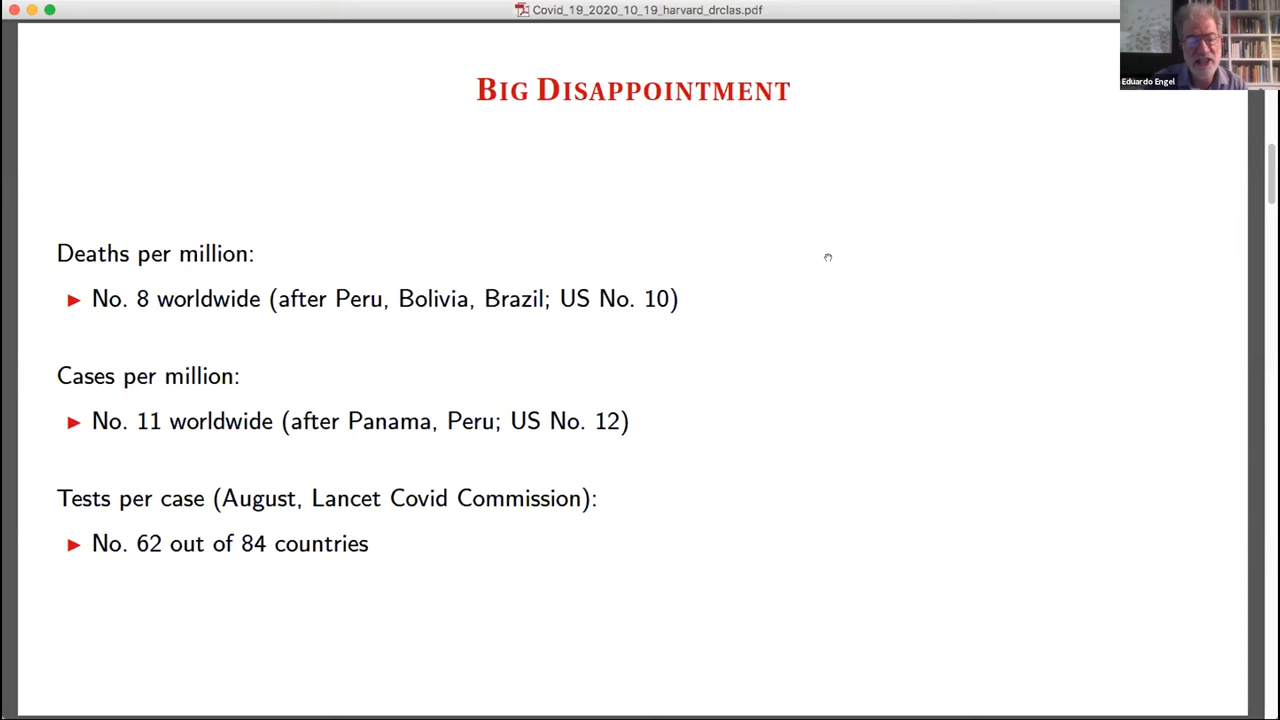 Covid_19_2020_10_19_harvard_drclas.pdf
Eduardo Engel
BIG DISAPPOINTMENT
Deaths per million:
► No. 8 worldwide (after Peru, Bolivia, Brazil; US No. 10)
Cases per million:
► No. 11 worldwide (after Panama, Peru; US No. 12)
Tests per case (August, Lancet Covid Commission):
► No. 62 out of 84 countries